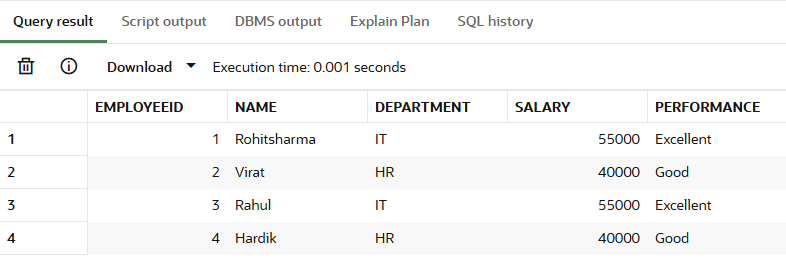 Query result Script output DBMS output Explain Plan SQL history
Download Execution time: 0.001 seconds
EMPLOYEEID NAME DEPARTMENT SALARY PERFORMANCE
1 1 Rohitsharma IT 55000 Excellent
2 2 Virat HR 40000 Good
3 3 Rahul IT 55000 Excellent
4 4 Hardik HR 40000 Good